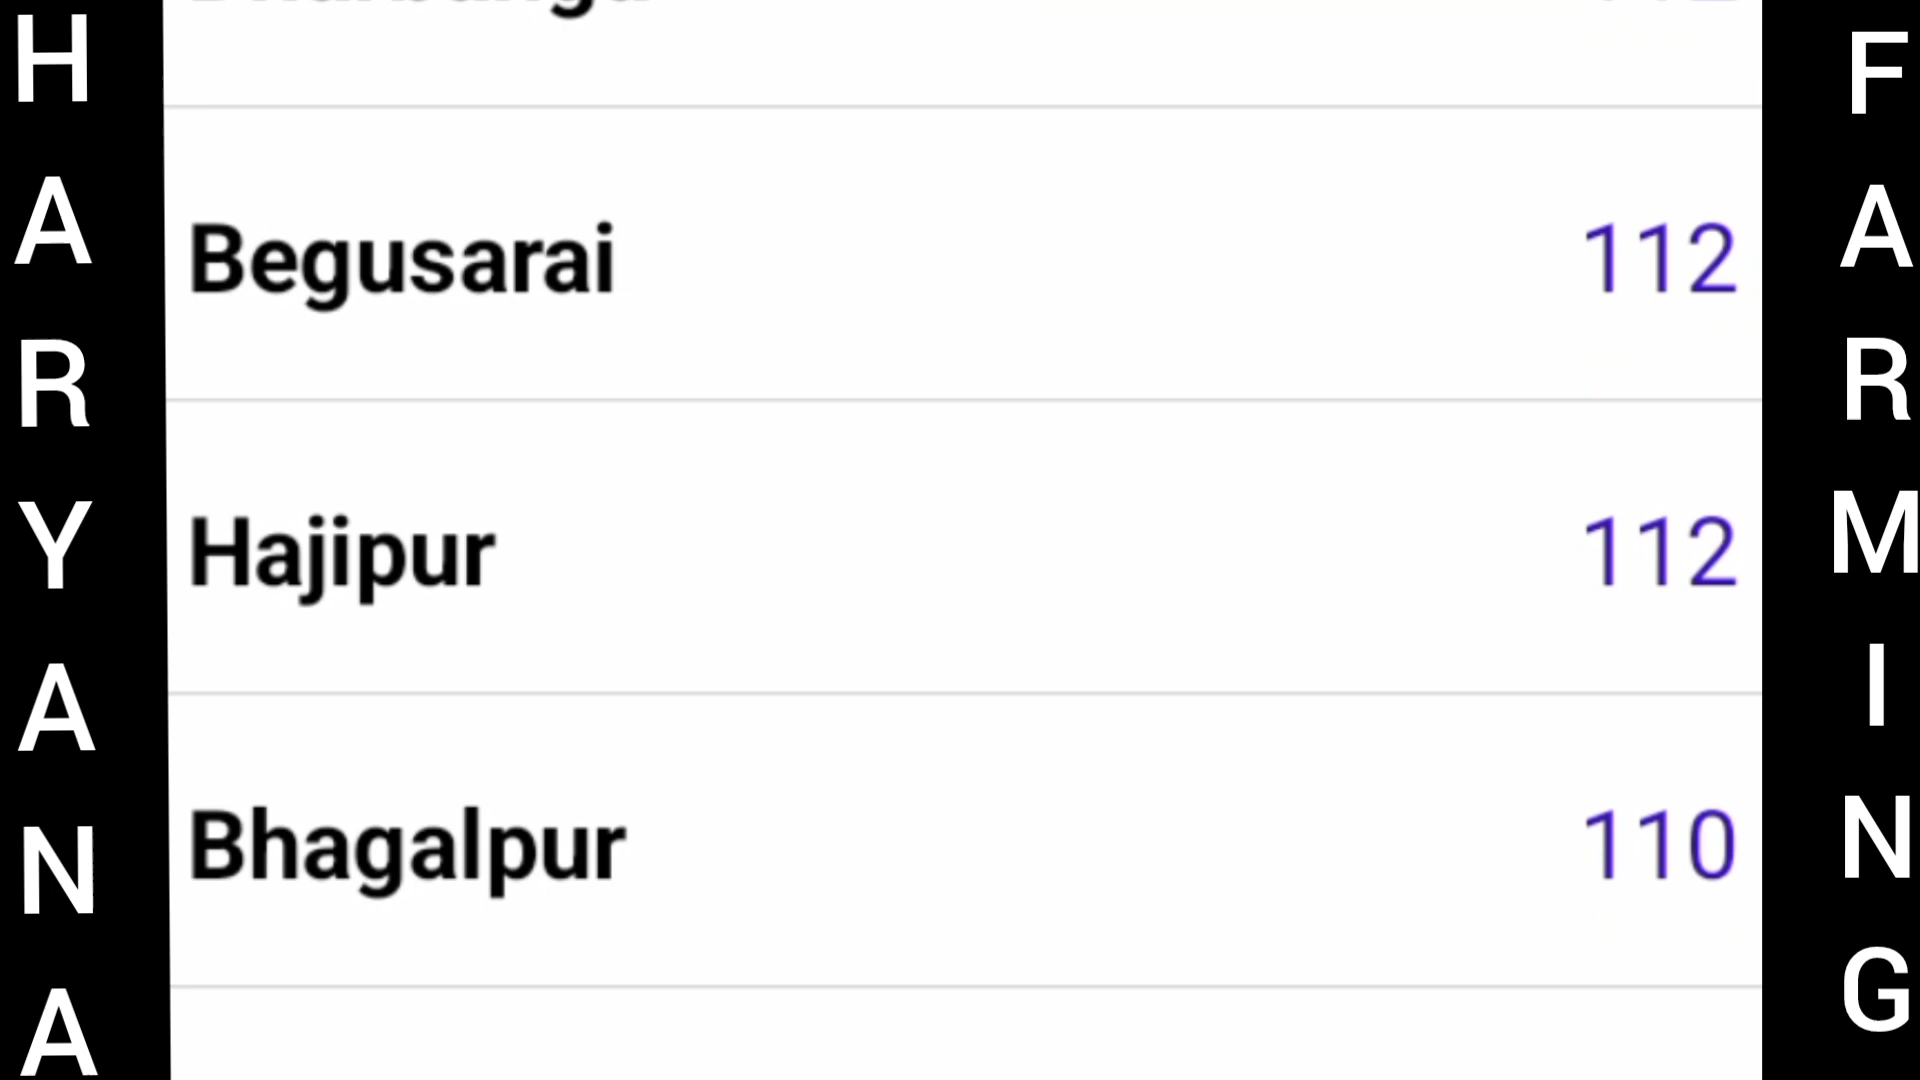 HARYANA
Begusarai 112
Hajipur 112
Bhagalpur 110
FARMING